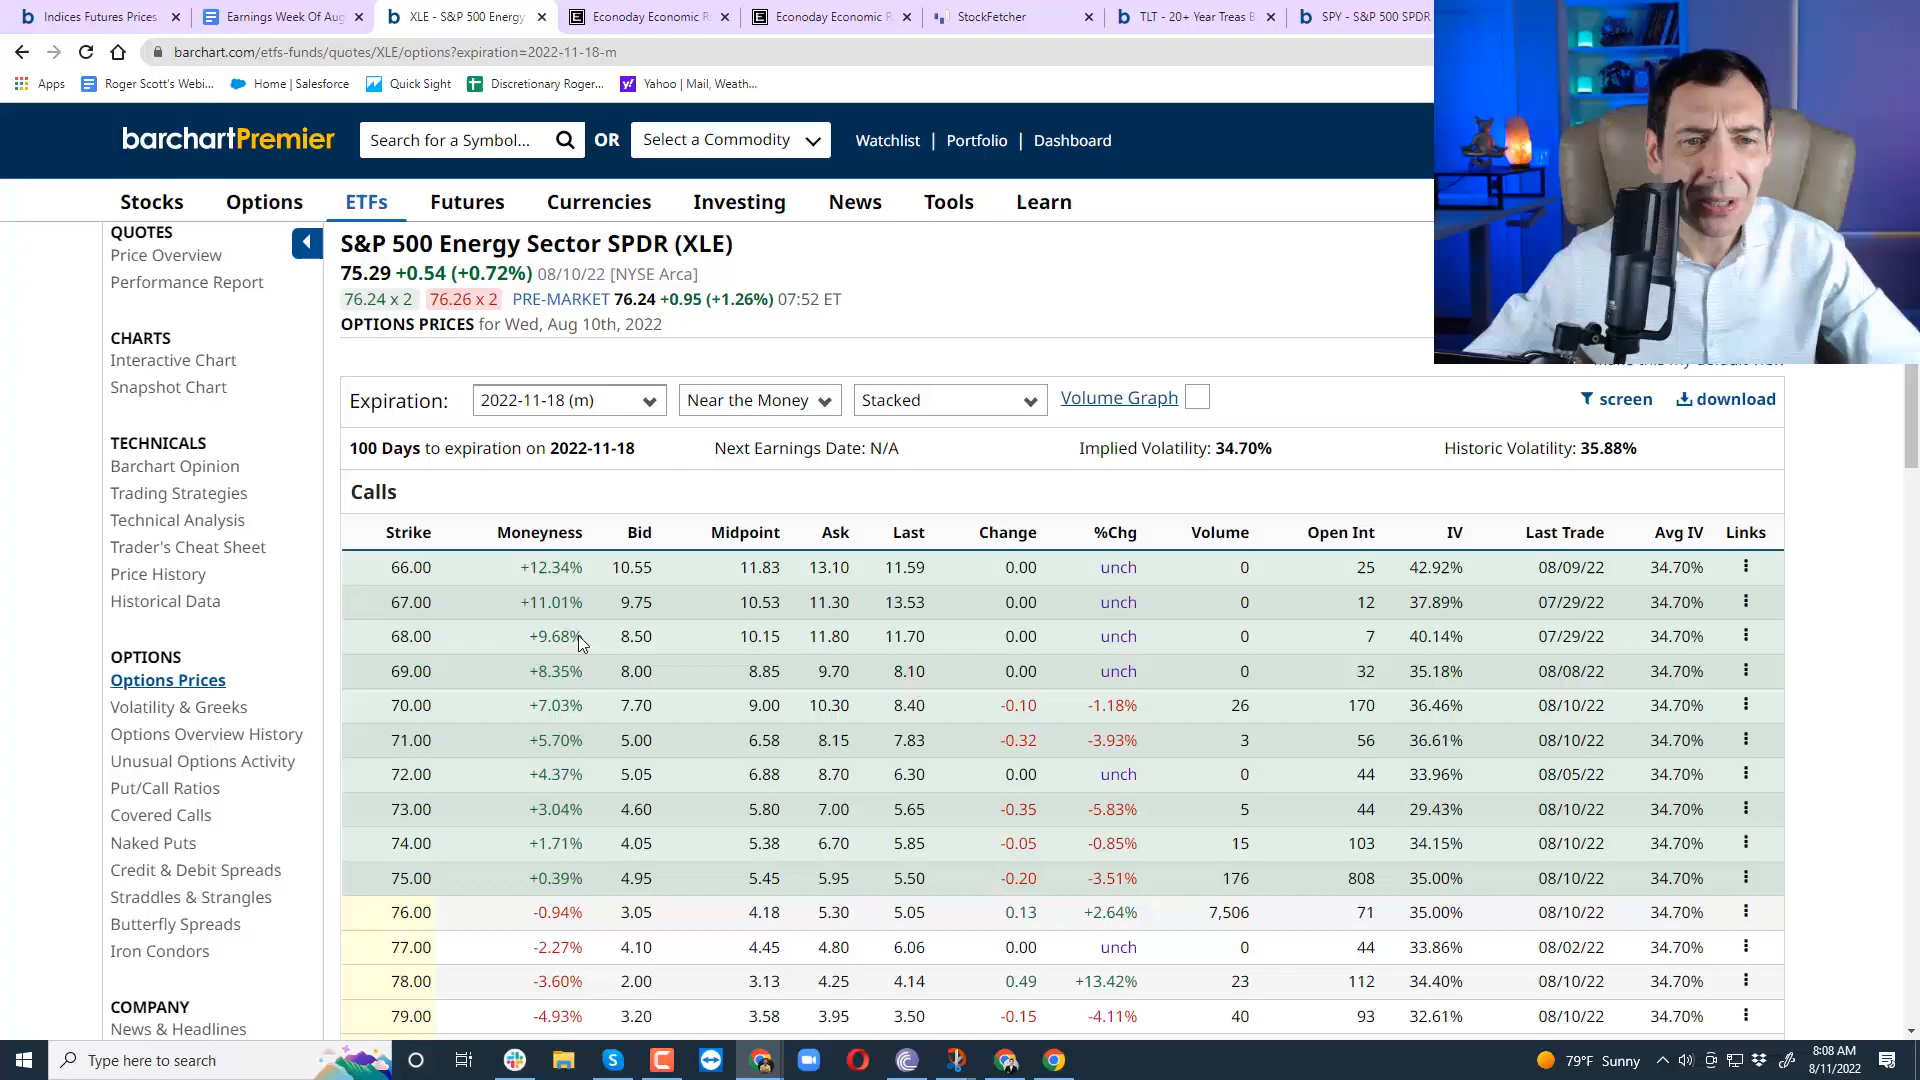 Indices Futures Prices
Earnings Week Of Aug
XLE - S&P 500 Energy
Econoday Economic R
Econoday Economic R
StockFetcher
TLT - 20+ Year Treas B
SPY - S&P 500 SPDR
barchart.com/etfs-funds/quotes/XLE/options?expiration=2022-11-18-m
Apps
Roger Scott's Webi...
Home | Salesforce
Quick Sight
Discretionary Roger...
Yahoo | Mail, Weath...
barchartPremier
Search for a Symbol...
OR
Select a Commodity
Watchlist | Portfolio | Dashboard
Stocks Options ETFs Futures Currencies Investing News Tools Learn
QUOTES
Price Overview
Performance Report
CHARTS
Interactive Chart
Snapshot Chart
TECHNICALS
Barchart Opinion
Trading Strategies
Technical Analysis
Trader's Cheat Sheet
Price History
Historical Data
OPTIONS
Options Prices
Volatility & Greeks
Options Overview History
Unusual Options Activity
Put/Call Ratios
Covered Calls
Naked Puts
Credit & Debit Spreads
Straddles & Strangles
Butterfly Spreads
Iron Condors
COMPANY
News & Headlines
S&P 500 Energy Sector SPDR (XLE)
75.29 +0.54 (+0.72%) 08/10/22 [NYSE Arca]
76.24 x 2 76.26 x 2 PRE-MARKET 76.24 +0.95 (+1.26%) 07:52 ET
OPTIONS PRICES for Wed, Aug 10th, 2022
Expiration: 2022-11-18 (m) Near the Money Stacked Volume Graph screen download
100 Days to expiration on 2022-11-18 Next Earnings Date: N/A Implied Volatility: 34.70% Historic Volatility: 35.88%
Calls
Strike Moneyness Bid Midpoint Ask Last Change %Chg Volume Open Int IV Last Trade Avg IV Links
66.00 +12.34% 10.55 11.83 13.10 11.59 0.00 unch 0 25 42.92% 08/09/22 34.70%
67.00 +11.01% 9.75 10.53 11.30 13.53 0.00 unch 0 12 37.89% 07/29/22 34.70%
68.00 +9.68% 8.50 10.15 11.80 11.70 0.00 unch 0 7 40.14% 07/29/22 34.70%
69.00 +8.35% 8.00 8.85 9.70 8.10 0.00 unch 0 32 35.18% 08/08/22 34.70%
70.00 +7.03% 7.70 9.00 10.30 8.40 -0.10 -1.18% 26 170 36.46% 08/10/22 34.70%
71.00 +5.70% 5.00 6.58 8.15 7.83 -0.32 -3.93% 3 56 36.61% 08/10/22 34.70%
72.00 +4.37% 5.05 6.88 8.70 6.30 0.00 unch 0 44 33.96% 08/05/22 34.70%
73.00 +3.04% 4.60 5.80 7.00 5.65 -0.35 -5.83% 5 44 29.43% 08/10/22 34.70%
74.00 +1.71% 4.05 5.38 6.70 5.85 -0.05 -0.85% 15 103 34.15% 08/10/22 34.70%
75.00 +0.39% 4.95 5.45 5.95 5.50 -0.20 -3.51% 176 808 35.00% 08/10/22 34.70%
76.00 -0.94% 3.05 4.18 5.30 5.05 0.13 +2.64% 7,506 71 35.00% 08/10/22 34.70%
77.00 -2.27% 4.10 4.45 4.80 6.06 0.00 unch 0 44 33.86% 08/02/22 34.70%
78.00 -3.60% 2.00 3.13 4.25 4.14 0.49 +13.42% 23 112 34.40% 08/10/22 34.70%
79.00 -4.93% 3.20 3.58 3.95 3.50 -0.15 -4.11% 40 93 32.61% 08/10/22 34.70%
Type here to search
79°F Sunny
8:08 AM
8/11/2022